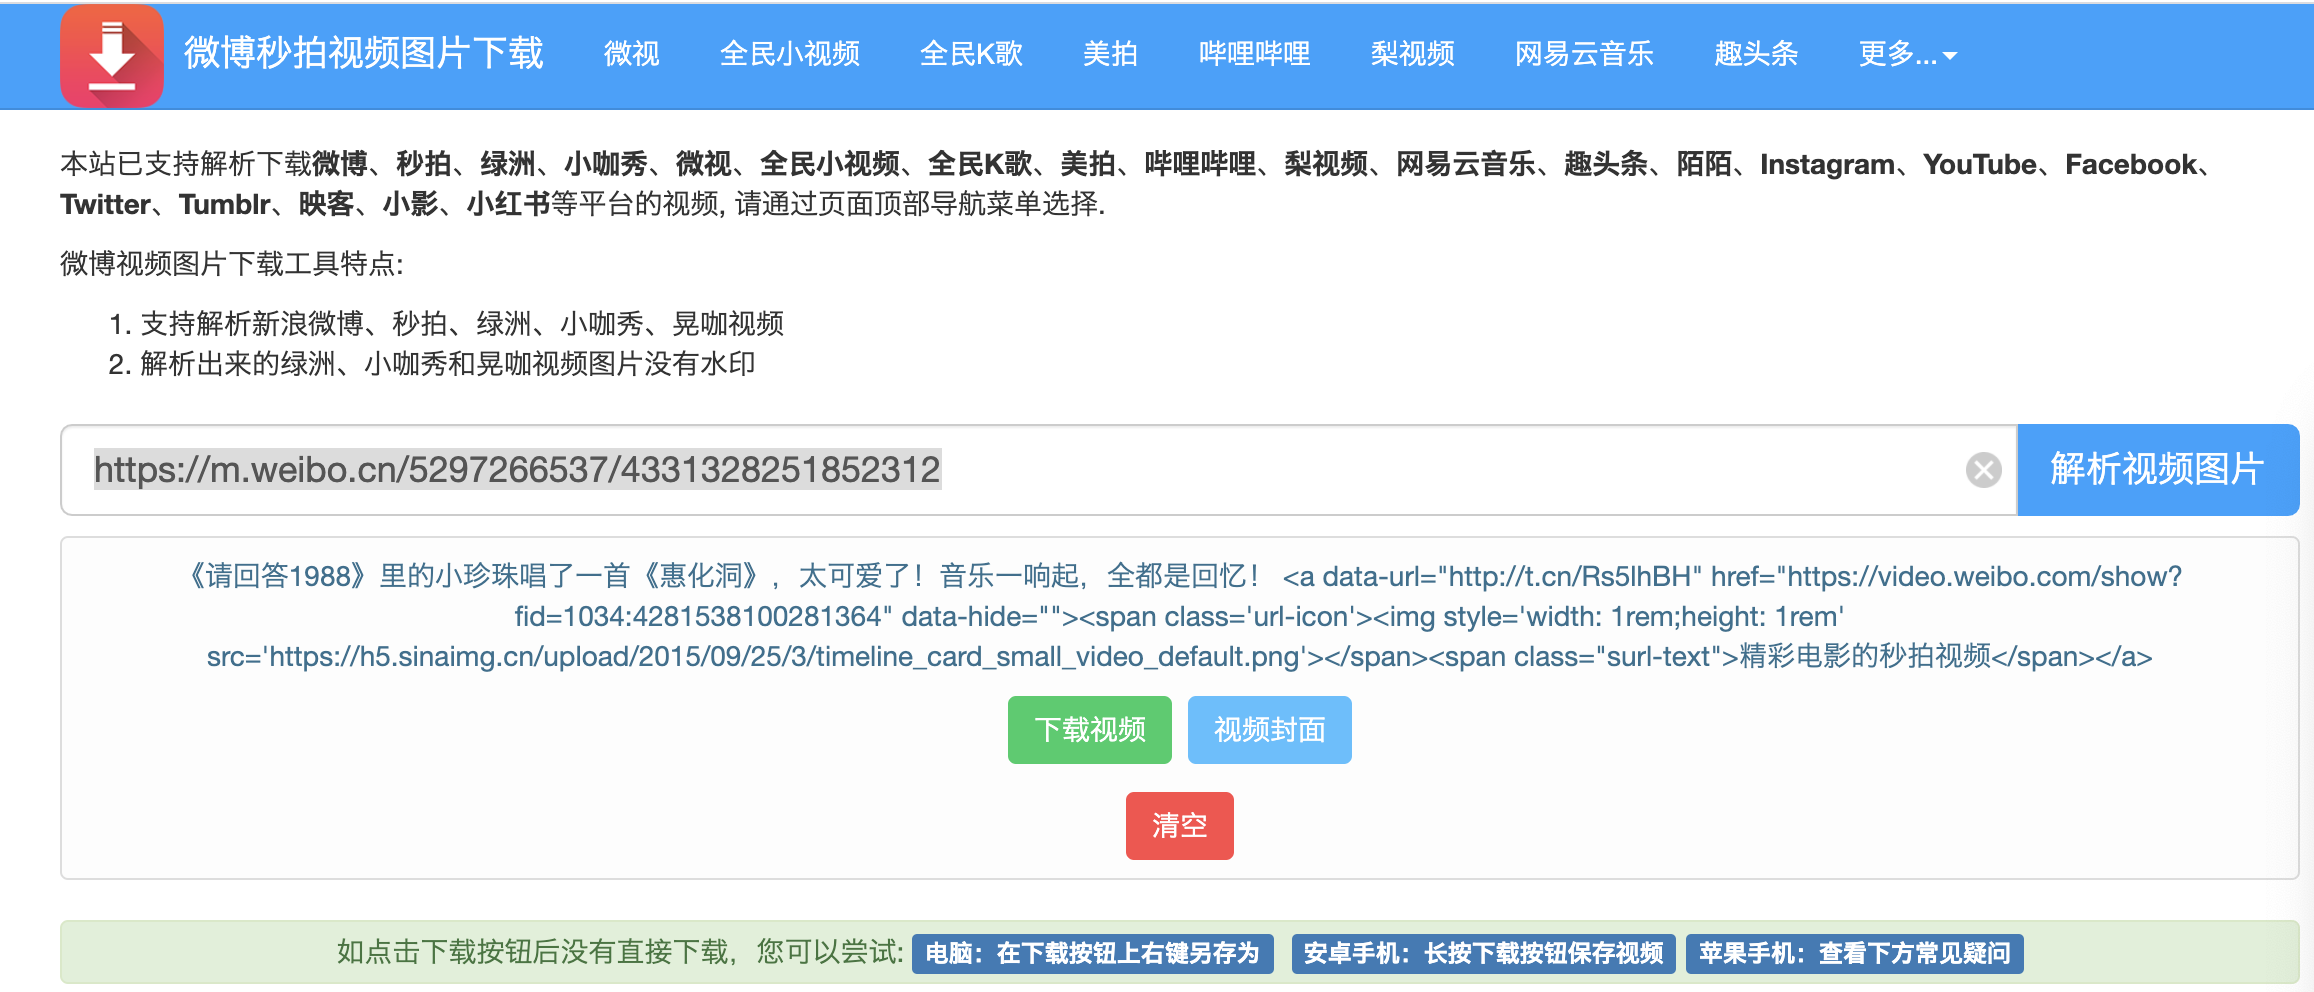 微博秒拍视频图片下载 微视 全民小视频 全民K歌 美拍 哔哩哔哩 梨视频 网易云音乐 趣头条 更多...
本站已支持解析下载微博、秒拍、绿洲、小咖秀、微视、全民小视频、全民K歌、美拍、哔哩哔哩、梨视频、网易云音乐、趣头条、陌陌、Instagram、YouTube、Facebook、
Twitter、Tumblr、映客、小影、小红书等平台的视频, 请通过页面顶部导航菜单选择.
微博视频图片下载工具特点:
1. 支持解析新浪微博、秒拍、绿洲、小咖秀、晃咖视频
2. 解析出来的绿洲、小咖秀和晃咖视频图片没有水印
https://m.weibo.cn/5297266537/4331328251852312 解析视频图片
《请回答1988》里的小珍珠唱了一首《惠化洞》，太可爱了！音乐一响起，全都是回忆！ <a data-url="http://t.cn/Rs5lhBH" href="https://video.weibo.com/show?
fid=1034:4281538100281364" data-hide=""><span class='url-icon'><img style='width: 1rem;height: 1rem'
src='https://h5.sinaimg.cn/upload/2015/09/25/3/timeline_card_small_video_default.png'></span><span class="surl-text">精彩电影的秒拍视频</span></a>
下载视频 视频封面
清空
如点击下载按钮后没有直接下载，您可以尝试: 电脑：在下载按钮上右键另存为 安卓手机：长按下载按钮保存视频 苹果手机：查看下方常见疑问